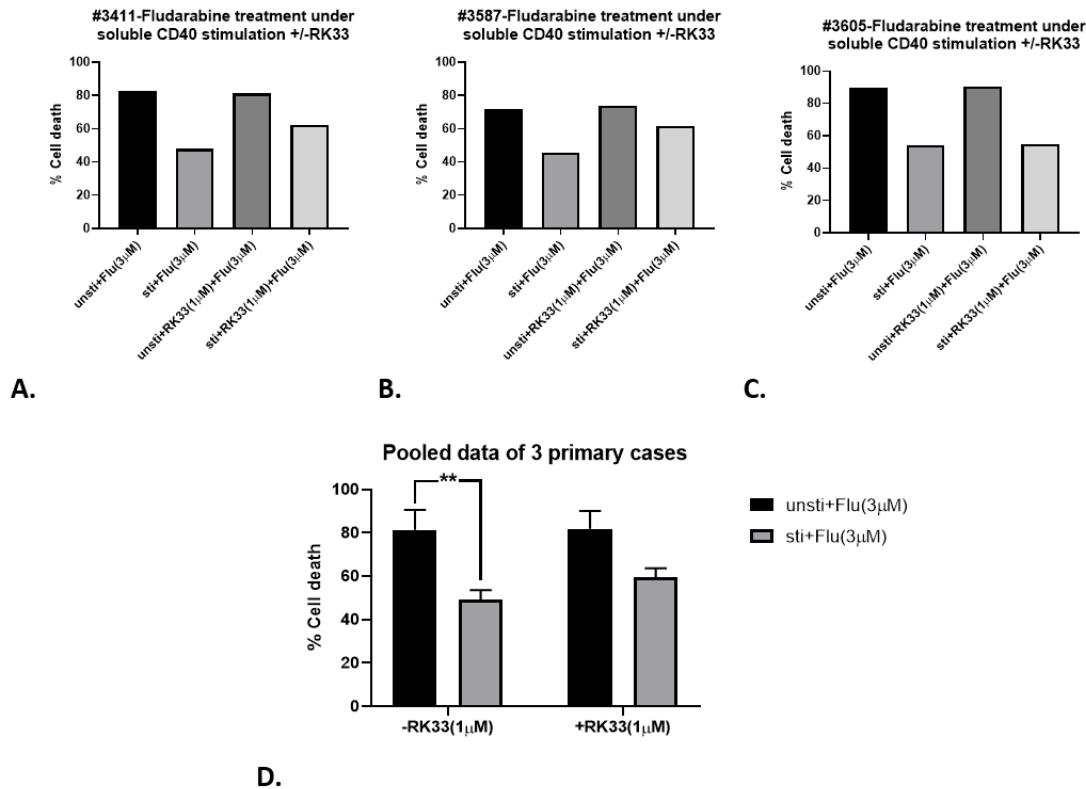 #3411-Fludarabine treatment under
soluble CD40 stimulation +/-RK33
% Cell death
100
80
60
40
20
0
unsti+Flu(3μM)
sti+Flu(3μM)
unsti+RK33(1μM)+Flu(3μM)
sti+RK33(1μM)+Flu(3μM)
A.
#3587-Fludarabine treatment under
soluble CD40 stimulation +/-RK33
% Cell death
100
80
60
40
20
0
unsti+Flu(3μM)
sti+Flu(3μM)
unsti+RK33(1μM)+Flu(3μM)
sti+RK33(1μM)+Flu(3μM)
B.
#3605-Fludarabine treatment under
soluble CD40 stimulation +/-RK33
% Cell death
100
80
60
40
20
0
unsti+Flu(3μM)
sti+Flu(3μM)
unsti+RK33(1μM)+Flu(3μM)
sti+RK33(1μM)+Flu(3μM)
C.
Pooled data of 3 primary cases
**
% Cell death
100
80
60
40
20
0
-RK33(1μM)
+RK33(1μM)
unsti+Flu(3μM)
sti+Flu(3μM)
D.